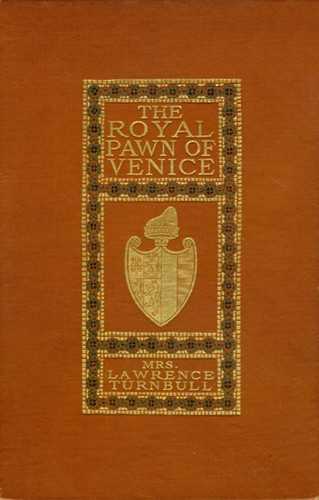 THE
ROYAL
PAWN OF
VENICE
MRS.
LAWRENCE
TURNBULL